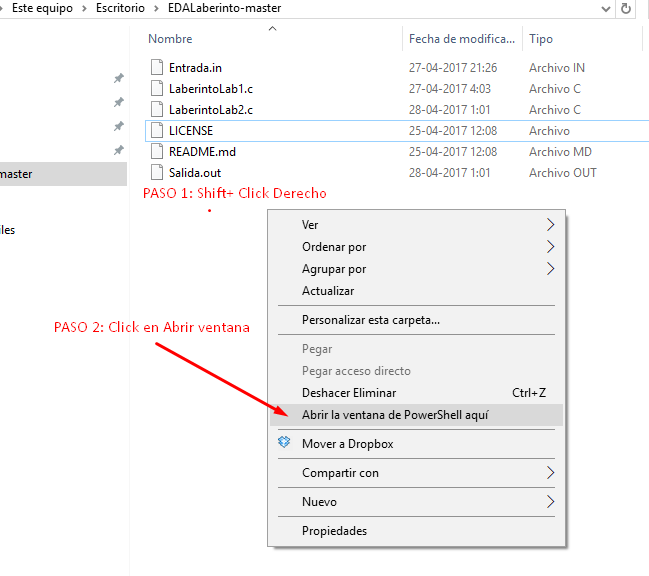 Este equipo > Escritorio > EDALaberinto-master
Nombre Fecha de modifica... Tipo
Entrada.in 27-04-2017 21:26 Archivo IN
LaberintoLab1.c 27-04-2017 4:03 Archivo C
LaberintoLab2.c 28-04-2017 1:01 Archivo C
LICENSE 25-04-2017 12:08 Archivo
README.md 25-04-2017 12:08 Archivo MD
master
Salida.out 28-04-2017 1:01 Archivo OUT
PASO 1: Shift+ Click Derecho
iles
Ver
Ordenar por
Agrupar por
Actualizar
Personalizar esta carpeta...
PASO 2: Click en Abrir ventana
Pegar
Pegar acceso directo
Deshacer Eliminar Ctrl+Z
Abrir la ventana de PowerShell aquí
Mover a Dropbox
Compartir con
Nuevo
Propiedades